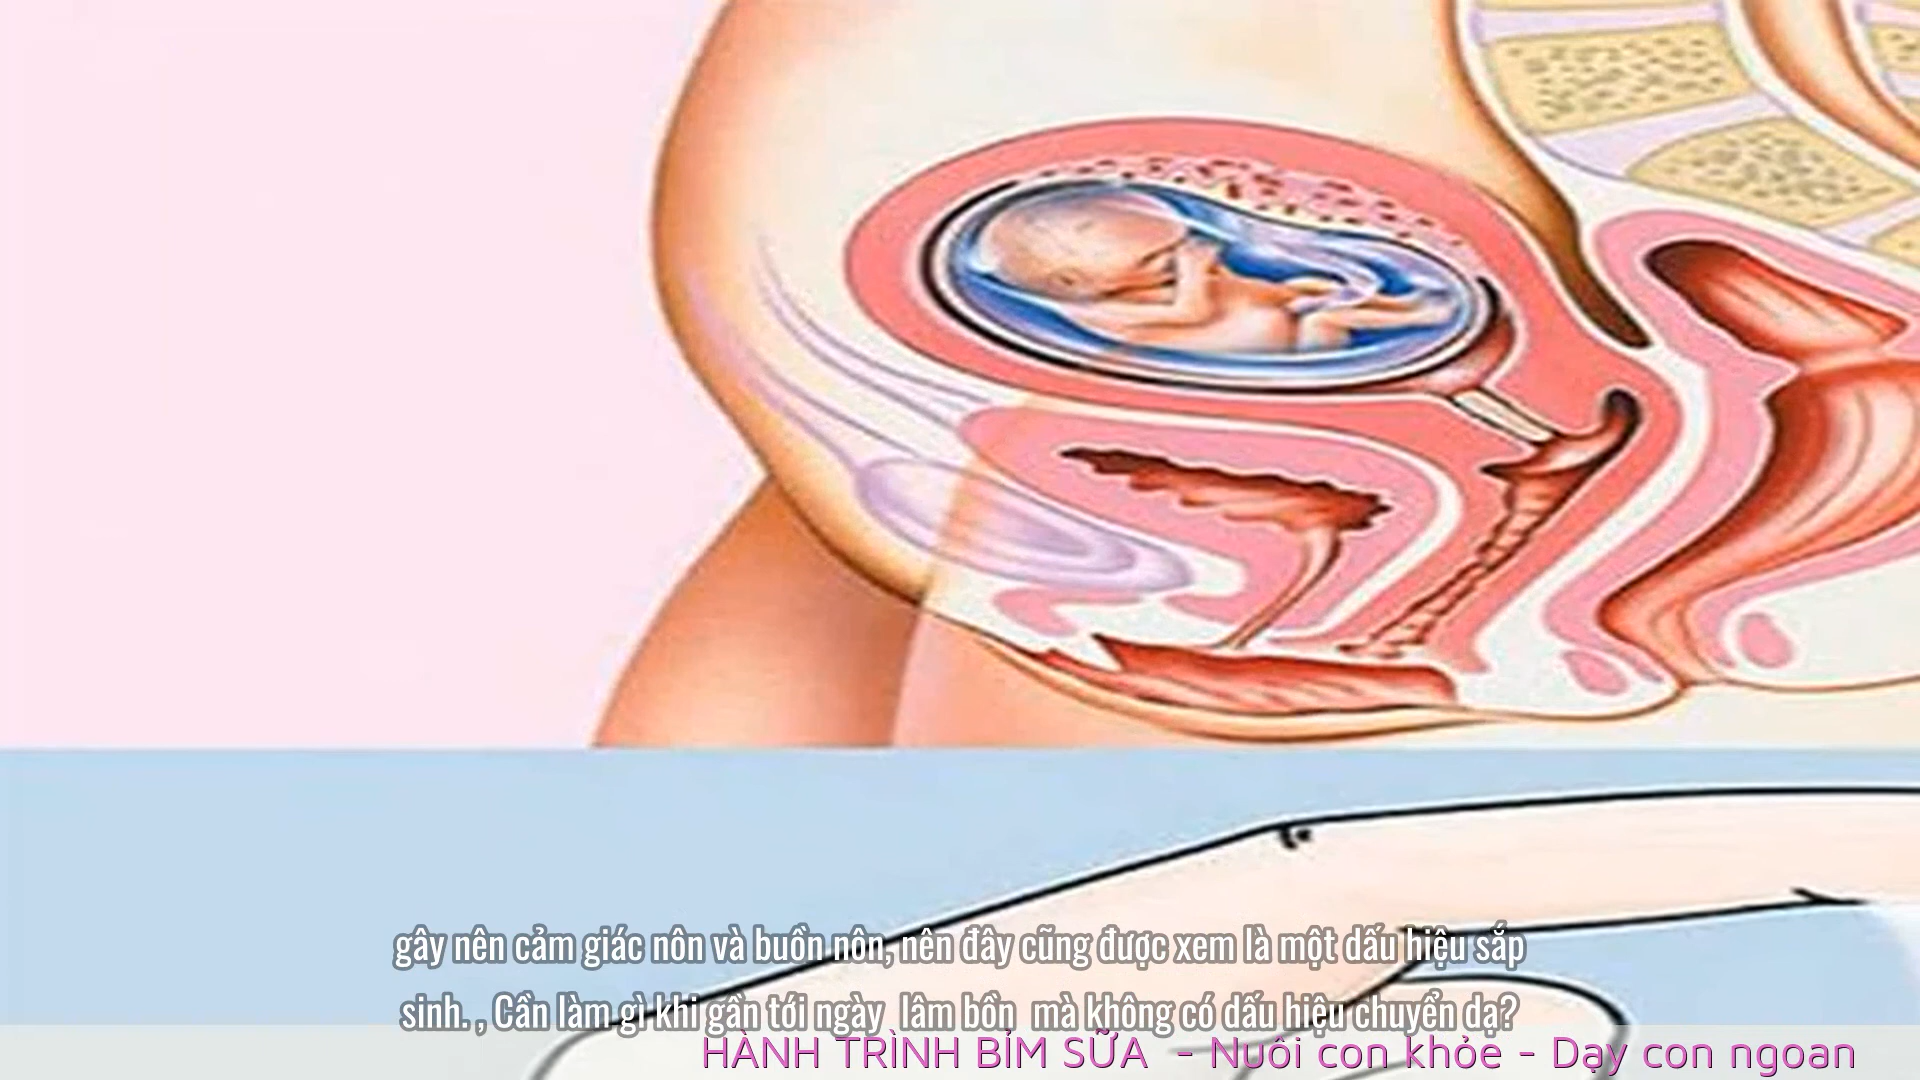 gây nên cảm giác nôn và buồn nôn, nên đây cũng được xem là một dấu hiệu sắp
sinh. , Cần làm gì khi gần tới ngày  lâm bồn  mà không có dấu hiệu chuyển dạ?
HÀNH TRÌNH BỈM SỮA  - Nuôi con khỏe - Dạy con ngoan